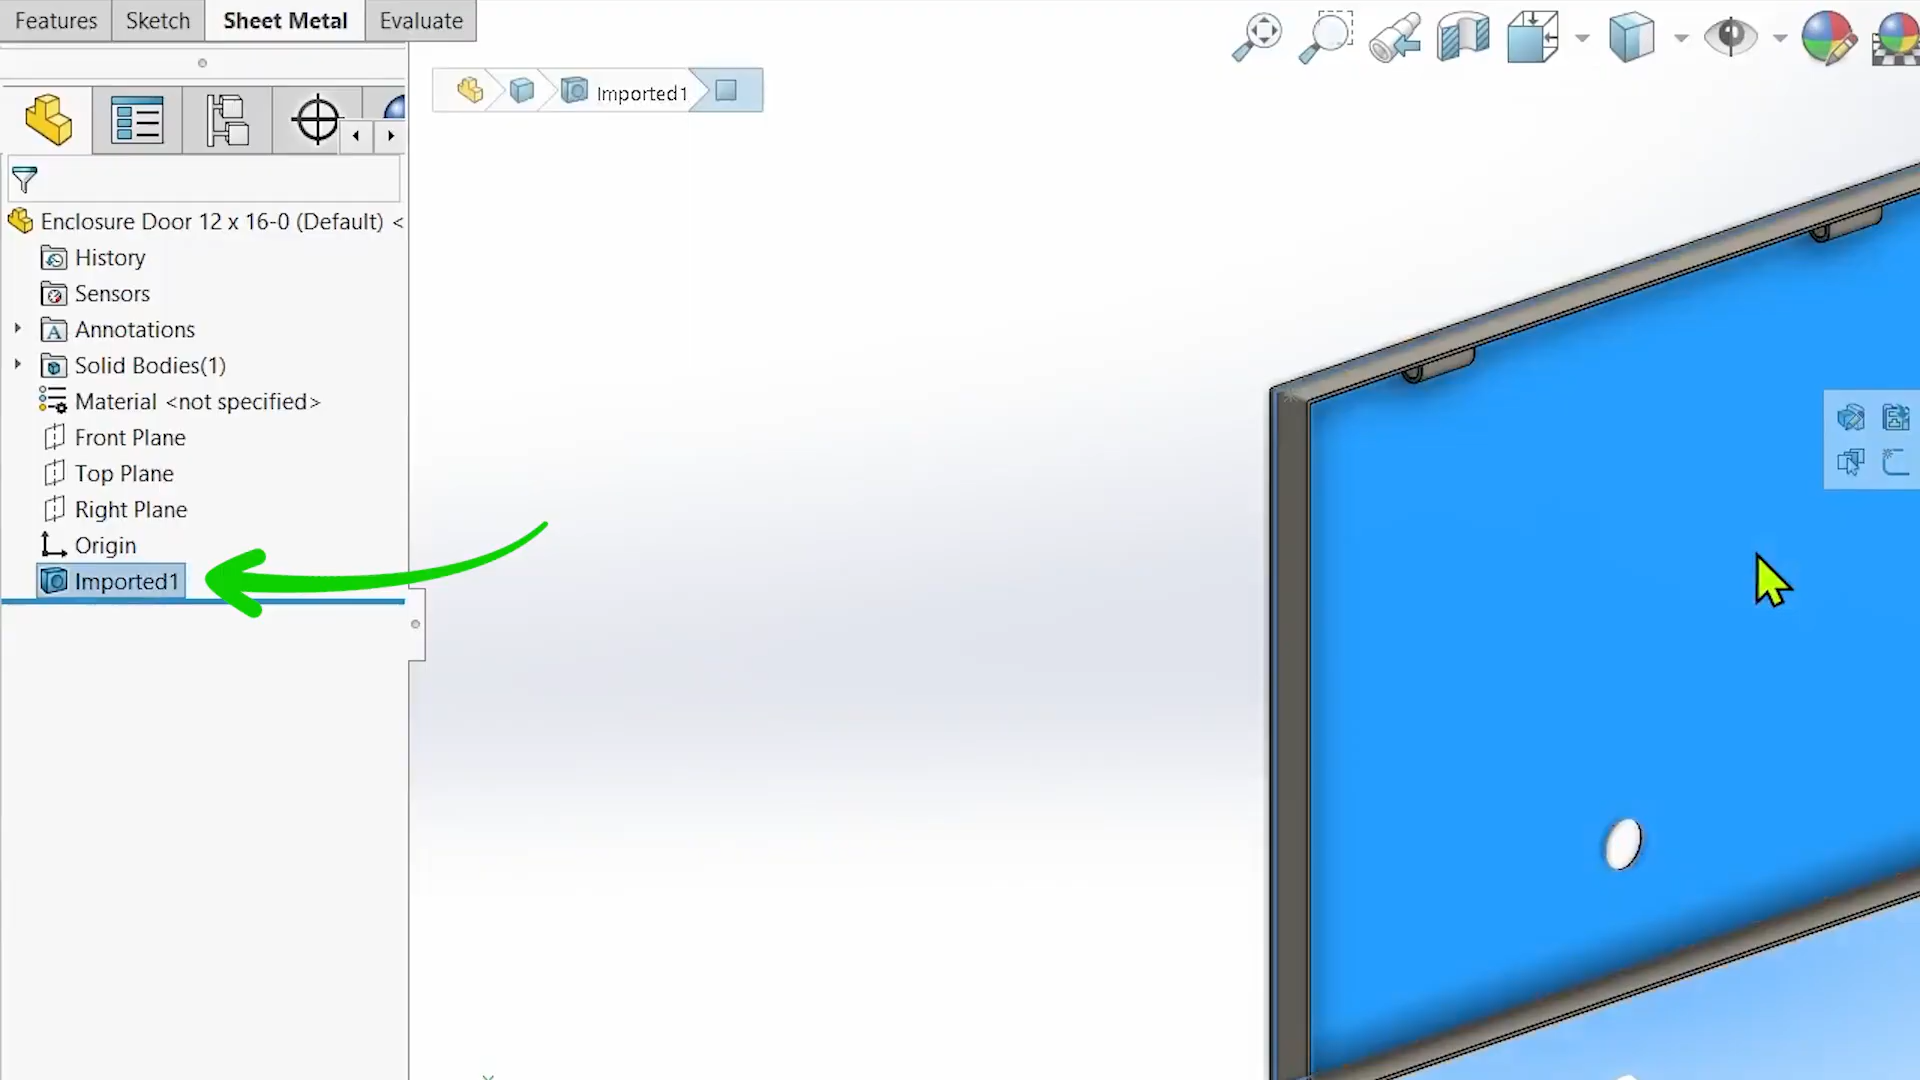 Features Sketch Sheet Metal Evaluate
Imported1
Enclosure Door 12 x 16-0 (Default) <
History
Sensors
Annotations
Solid Bodies(1)
Material <not specified>
Front Plane
Top Plane
Right Plane
Origin
Imported1